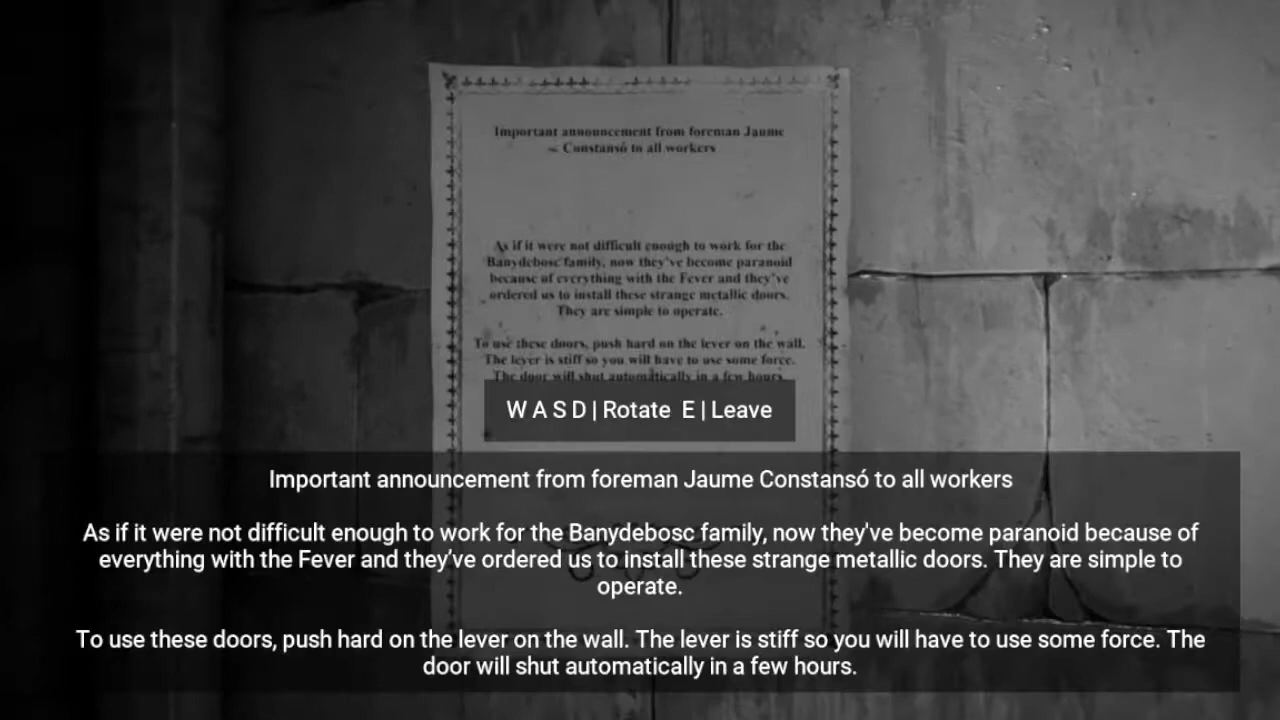 Important announcement from foreman Jaume
Constansó to all workers
As if it were not difficult enough to work for the
Banydebosc family, now they've become paranoid
because of everything with the Fever and they've
ordered us to install these strange metallic doors.
They are simple to operate.
To use these doors, push hard on the lever on the wall.
The lever is stiff so you will have to use some force.
The door will shut automatically in a few hours.
W A S D | Rotate E | Leave
Important announcement from foreman Jaume Constansó to all workers
As if it were not difficult enough to work for the Banydebosc family, now they've become paranoid because of
everything with the Fever and they've ordered us to install these strange metallic doors. They are simple to
operate.
To use these doors, push hard on the lever on the wall. The lever is stiff so you will have to use some force. The
door will shut automatically in a few hours.